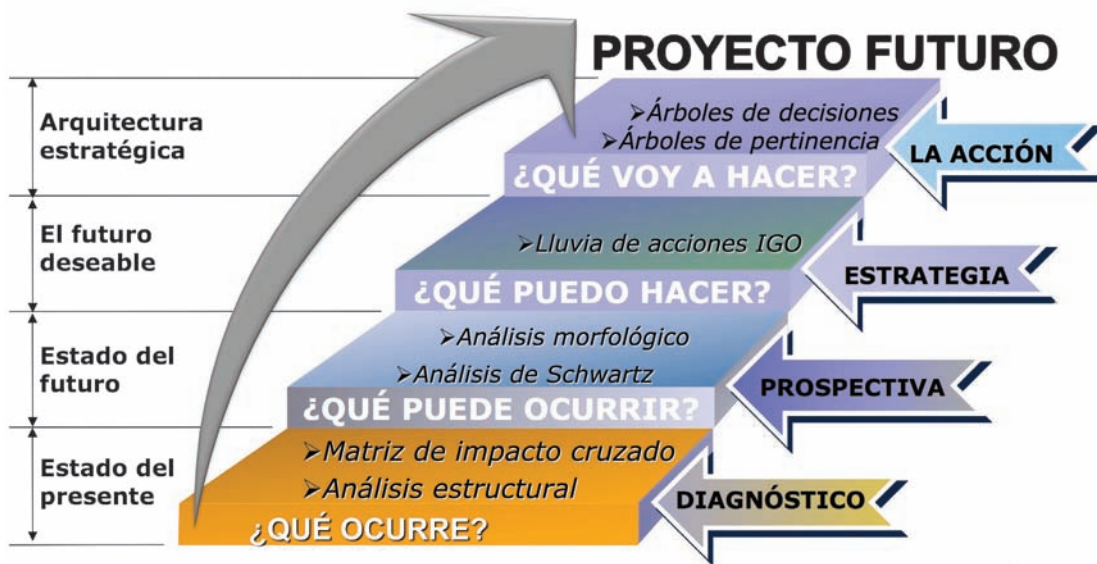 PROYECTO FUTURO
Arquitectura
estratégica
➤Árboles de decisiones
➤Árboles de pertinencia
¿QUÉ VOY A HACER?
LA ACCIÓN
El futuro
deseable
➤Lluvia de acciones IGO
¿QUÉ PUEDO HACER?
ESTRATEGIA
Estado del
futuro
➤Análisis morfológico
➤Análisis de Schwartz
¿QUÉ PUEDE OCURRIR?
PROSPECTIVA
Estado del
presente
➤Matriz de impacto cruzado
➤Análisis estructural
¿QUÉ OCURRE?
DIAGNÓSTICO